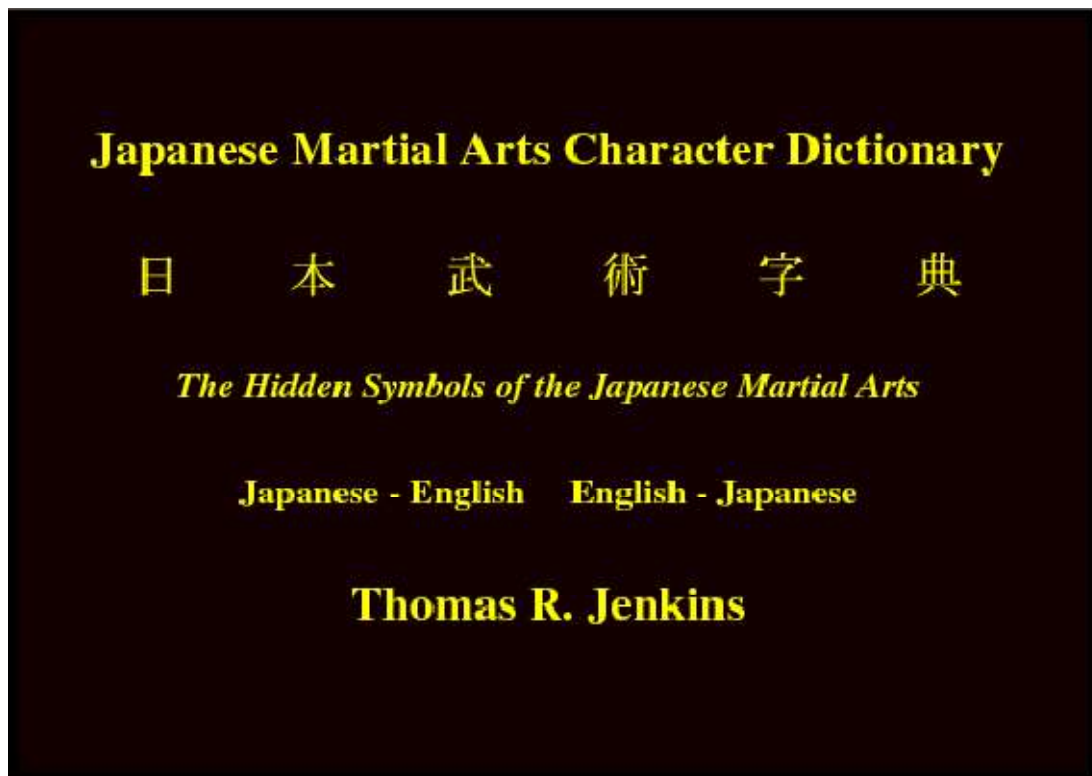 Japanese Martial Arts Character Dictionary
日 本 武 術 字 典
The Hidden Symbols of the Japanese Martial Arts
Japanese - English English - Japanese
Thomas R. Jenkins